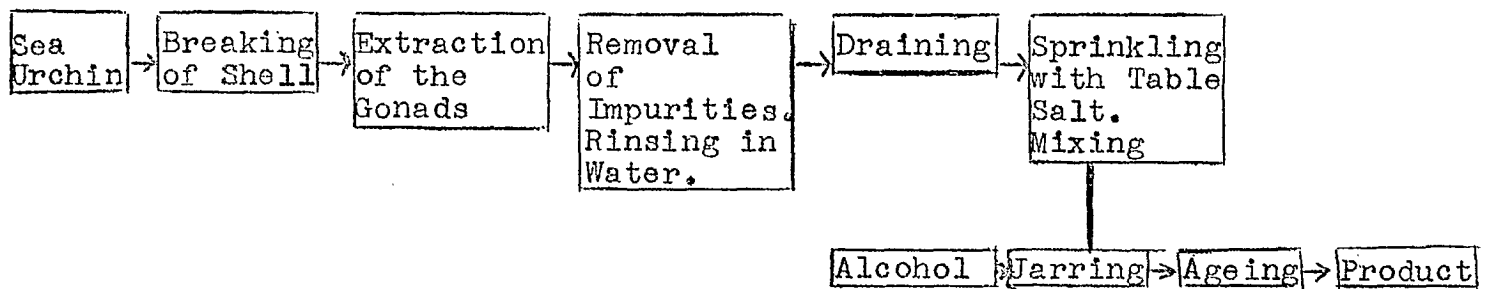 Sea
Urchin
Breaking
of Shell
Extraction
of the
Gonads
Removal
of
Impurities.
Rinsing in
Water.
Draining
Sprinkling
with Table
Salt.
Mixing
Alcohol
Jarring
Ageing
Product